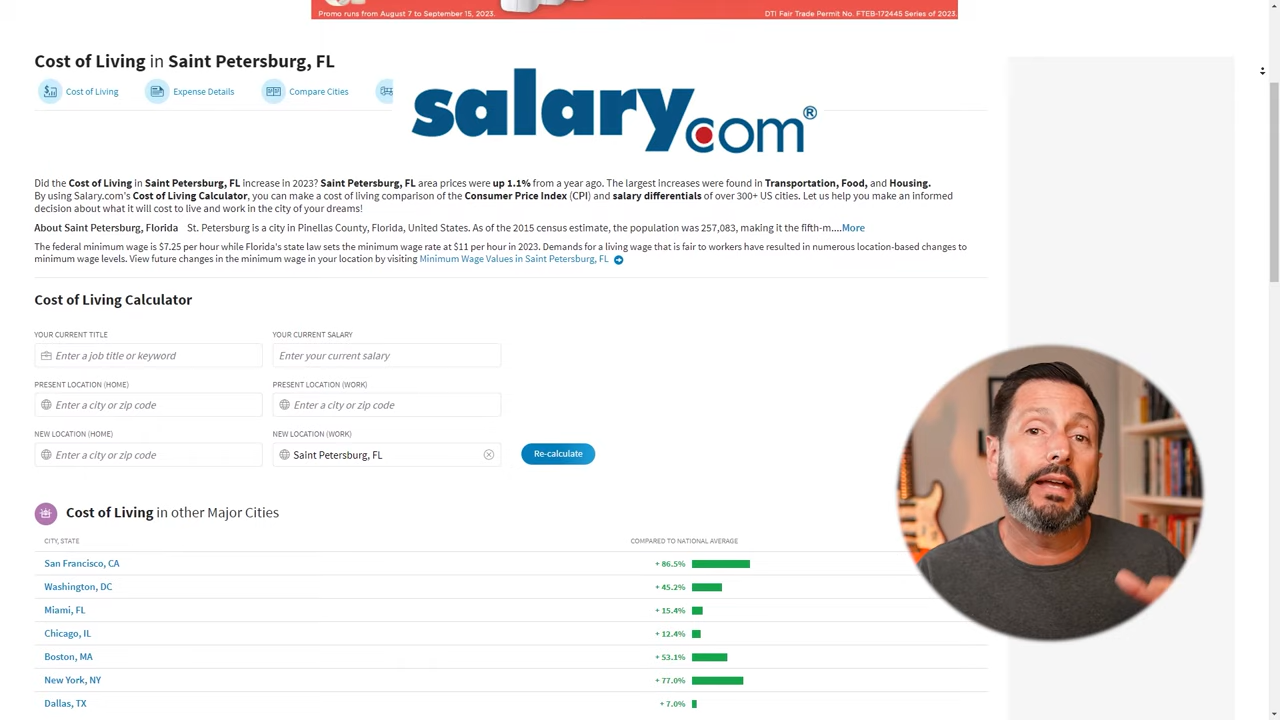 Promo runs from August 7 to September 15, 2023.
DTI Fair Trade Permit No. FTEB-172445 Series of 2023
Cost of Living in Saint Petersburg, FL
Cost of Living
Expense Details
Compare Cities
salary.com®
Did the Cost of Living in Saint Petersburg, FL increase in 2023? Saint Petersburg, FL area prices were up 1.1% from a year ago. The largest increases were found in Transportation, Food, and Housing.
By using Salary.com's Cost of Living Calculator, you can make a cost of living comparison of the Consumer Price Index (CPI) and salary differentials of over 300+ US cities. Let us help you make an informed
decision about what it will cost to live and work in the city of your dreams!
About Saint Petersburg, Florida St. Petersburg is a city in Pinellas County, Florida, United States. As of the 2015 census estimate, the population was 257,083, making it the fifth-m....More
The federal minimum wage is $7.25 per hour while Florida's state law sets the minimum wage rate at $11 per hour in 2023. Demands for a living wage that is fair to workers have resulted in numerous location-based changes to
minimum wage levels. View future changes in the minimum wage in your location by visiting Minimum Wage Values in Saint Petersburg, FL
Cost of Living Calculator
YOUR CURRENT TITLE
YOUR CURRENT SALARY
Enter a job title or keyword
Enter your current salary
PRESENT LOCATION (HOME)
PRESENT LOCATION (WORK)
Enter a city or zip code
Enter a city or zip code
NEW LOCATION (HOME)
NEW LOCATION (WORK)
Enter a city or zip code
Saint Petersburg, FL
Re-calculate
Cost of Living in other Major Cities
CITY, STATE
COMPARED TO NATIONAL AVERAGE
San Francisco, CA + 86.5%
Washington, DC + 45.2%
Miami, FL + 15.4%
Chicago, IL + 12.4%
Boston, MA + 53.1%
New York, NY + 77.0%
Dallas, TX + 7.0%